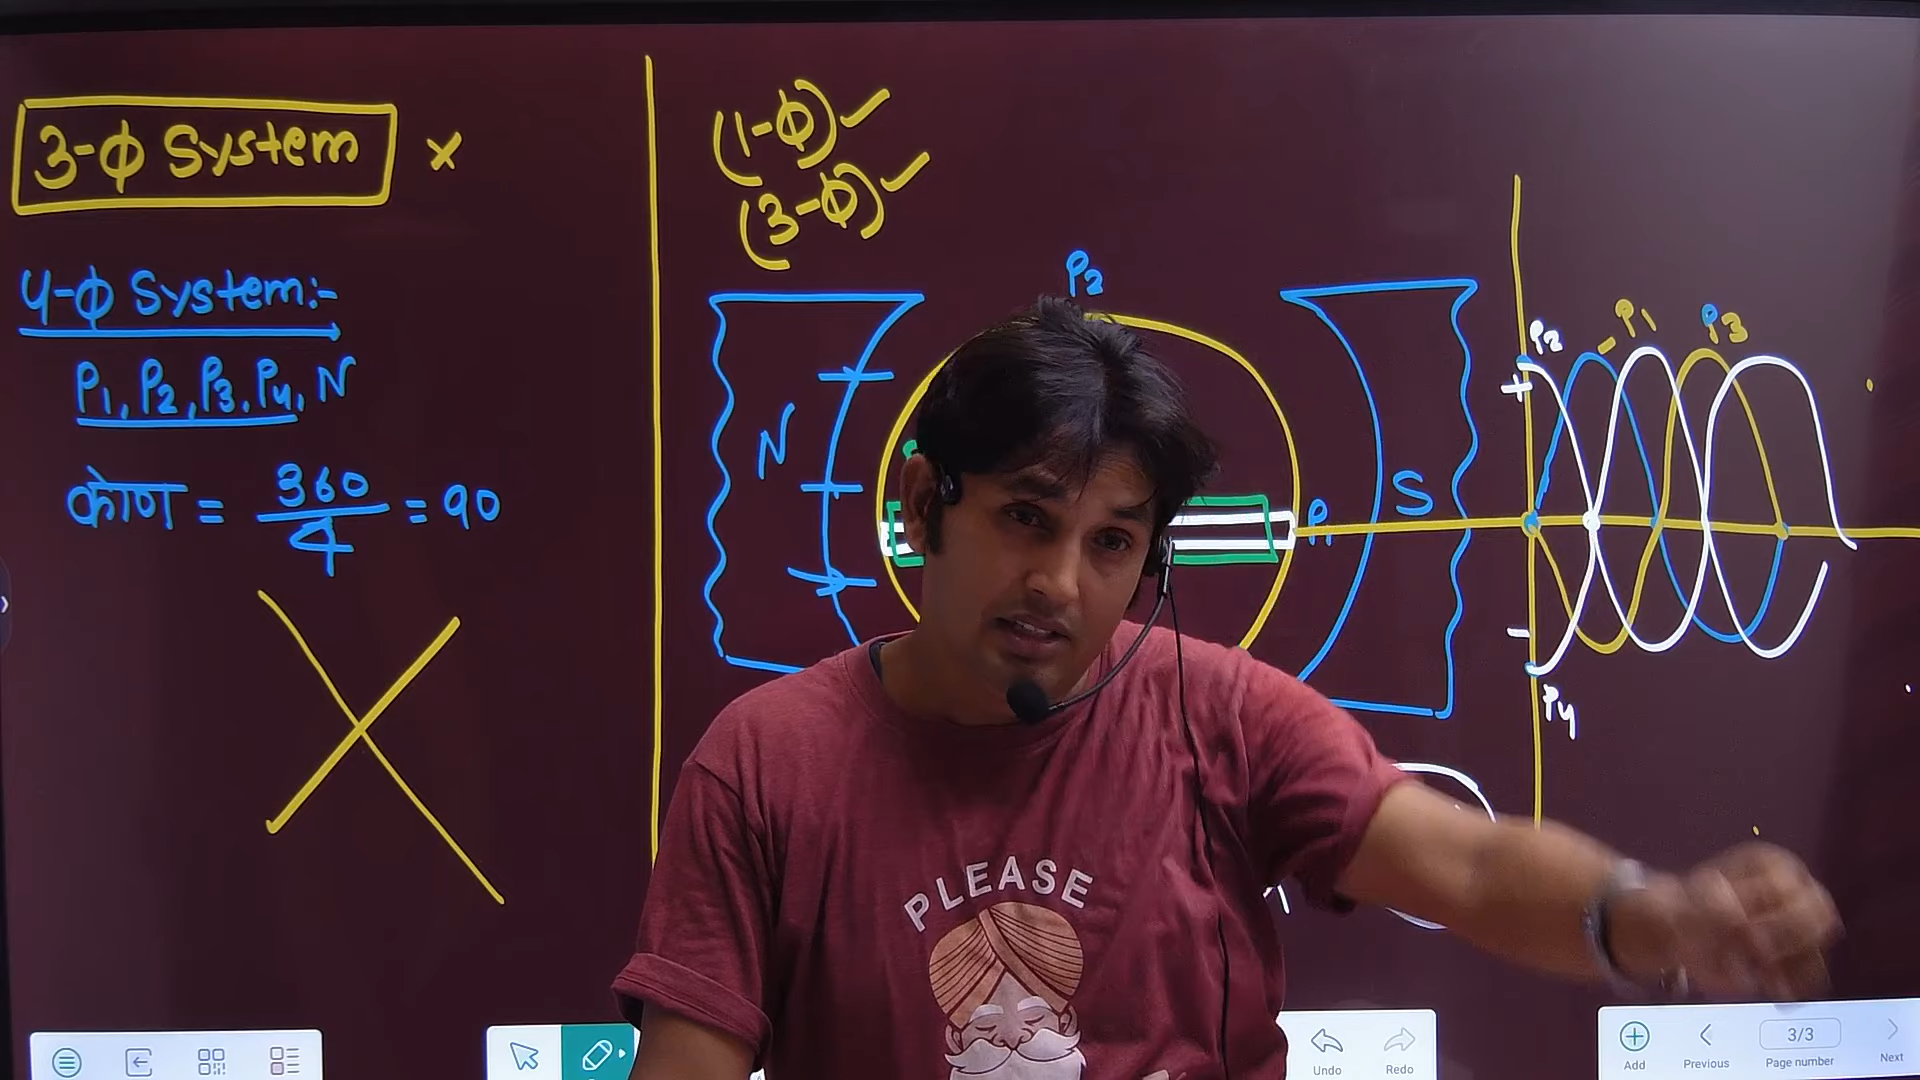 3-Φ System ×
4-Φ System:-
P1, P2, P3, P4, N
कोण = 360/4 = 90
(1-Φ) ✓
(3-Φ) ✓
P2
N
S
P1
P2
P1
P3
+
-
P4
PLEASE
Undo
Redo
Add
Previous
3/3
Page number
Next